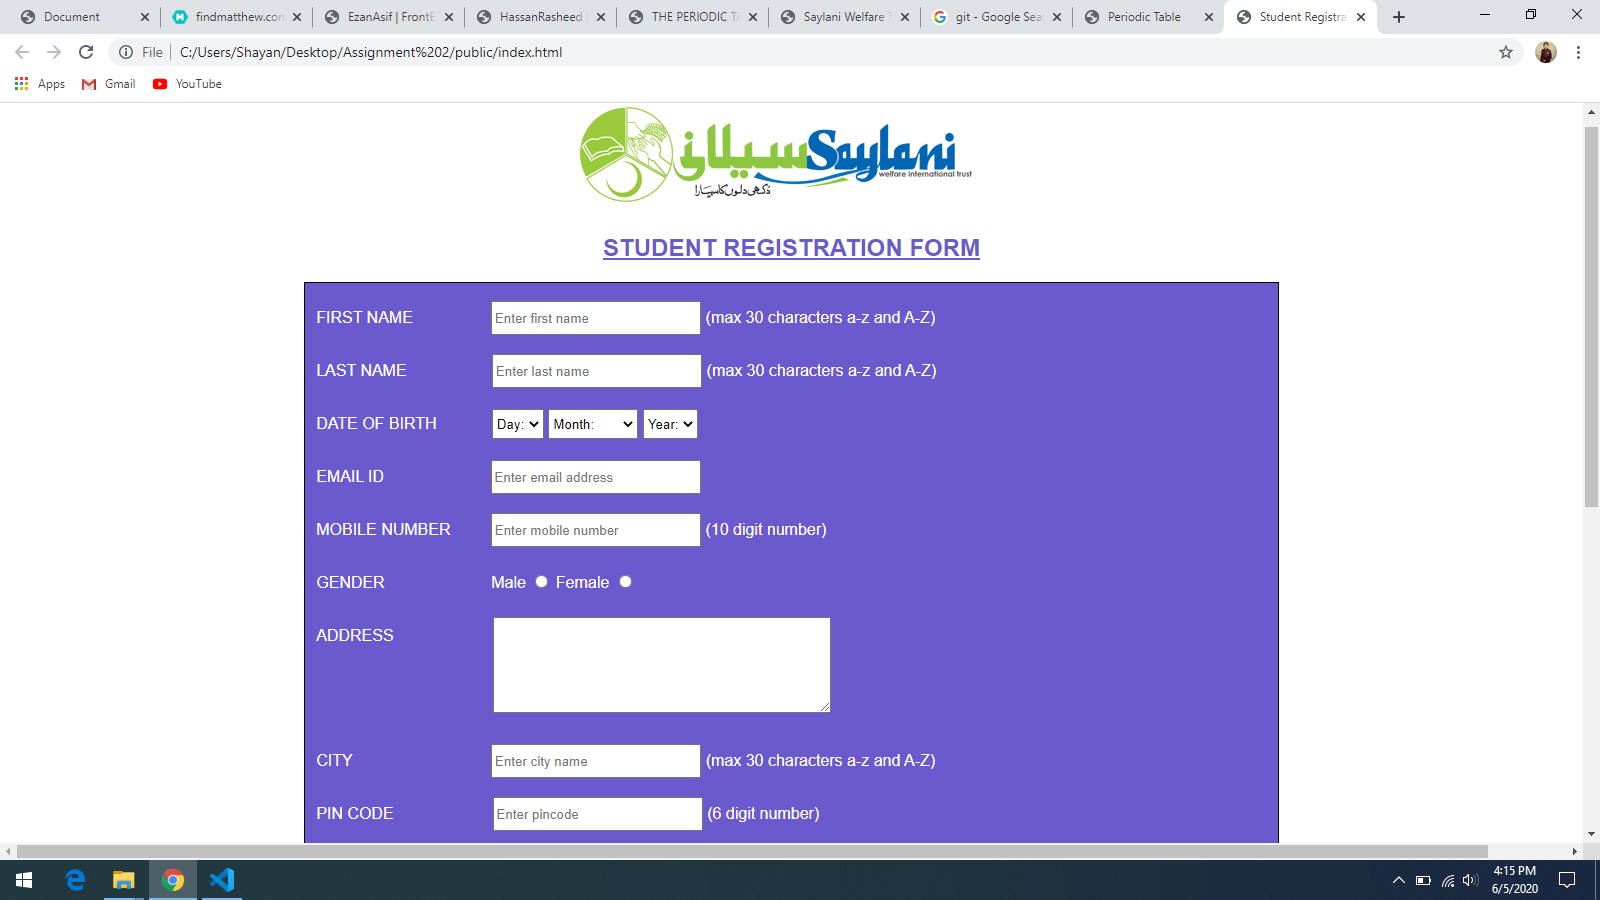 Document
findmatthew.com
EzanAsif | FrontE
HassanRasheed |
THE PERIODIC TA
Saylani Welfare T
git - Google Sea
Periodic Table
Student Registra
File C:/Users/Shayan/Desktop/Assignment%202/public/index.html
Apps Gmail YouTube
سیلانی Saylani
welfare international trust
دُکھی دلوں کا سہارا
STUDENT REGISTRATION FORM
FIRST NAME Enter first name (max 30 characters a-z and A-Z)
LAST NAME Enter last name (max 30 characters a-z and A-Z)
DATE OF BIRTH Day: Month: Year:
EMAIL ID Enter email address
MOBILE NUMBER Enter mobile number (10 digit number)
GENDER Male Female
ADDRESS
CITY Enter city name (max 30 characters a-z and A-Z)
PIN CODE Enter pincode (6 digit number)
4:15 PM
6/5/2020